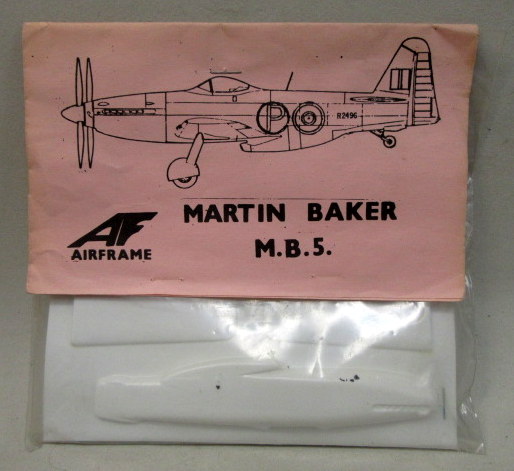 P
R2496
AF
AIRFRAME
MARTIN BAKER
M.B.5.